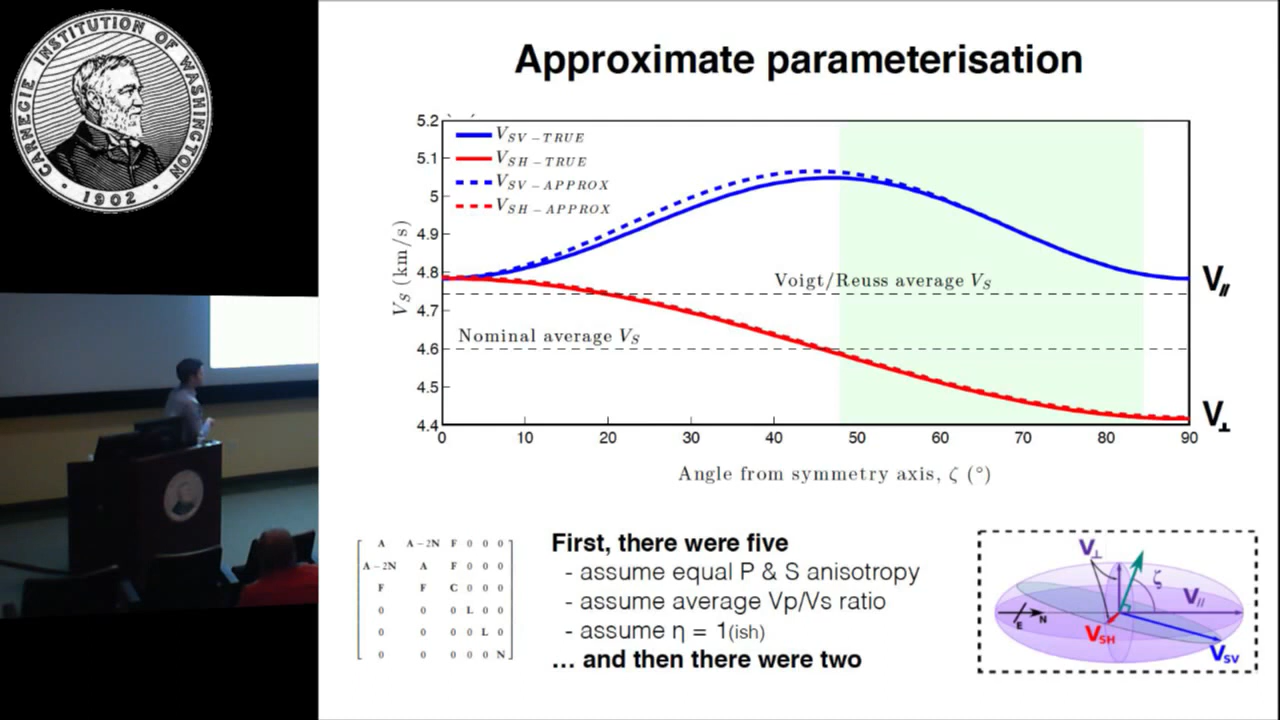 CARNEGIE INSTITUTION OF WASHINGTON
· 1902 ·
Approximate parameterisation
5.2
5.1
5
4.9
4.8
4.7
4.6
4.5
4.4
V_S (km/s)
V_SV−TRUE
V_SH−TRUE
V_SV−APPROX
V_SH−APPROX
Voigt/Reuss average V_S
Nominal average V_S
V∥
V⊥
0 10 20 30 40 50 60 70 80 90
Angle from symmetry axis, ζ (°)
A A−2N F 0 0 0
A−2N A F 0 0 0
F F C 0 0 0
0 0 0 L 0 0
0 0 0 0 L 0
0 0 0 0 0 N
First, there were five
- assume equal P & S anisotropy
- assume average Vp/Vs ratio
- assume η = 1(ish)
... and then there were two
V⊥
ζ
V∥
E N
V_SH
V_SV